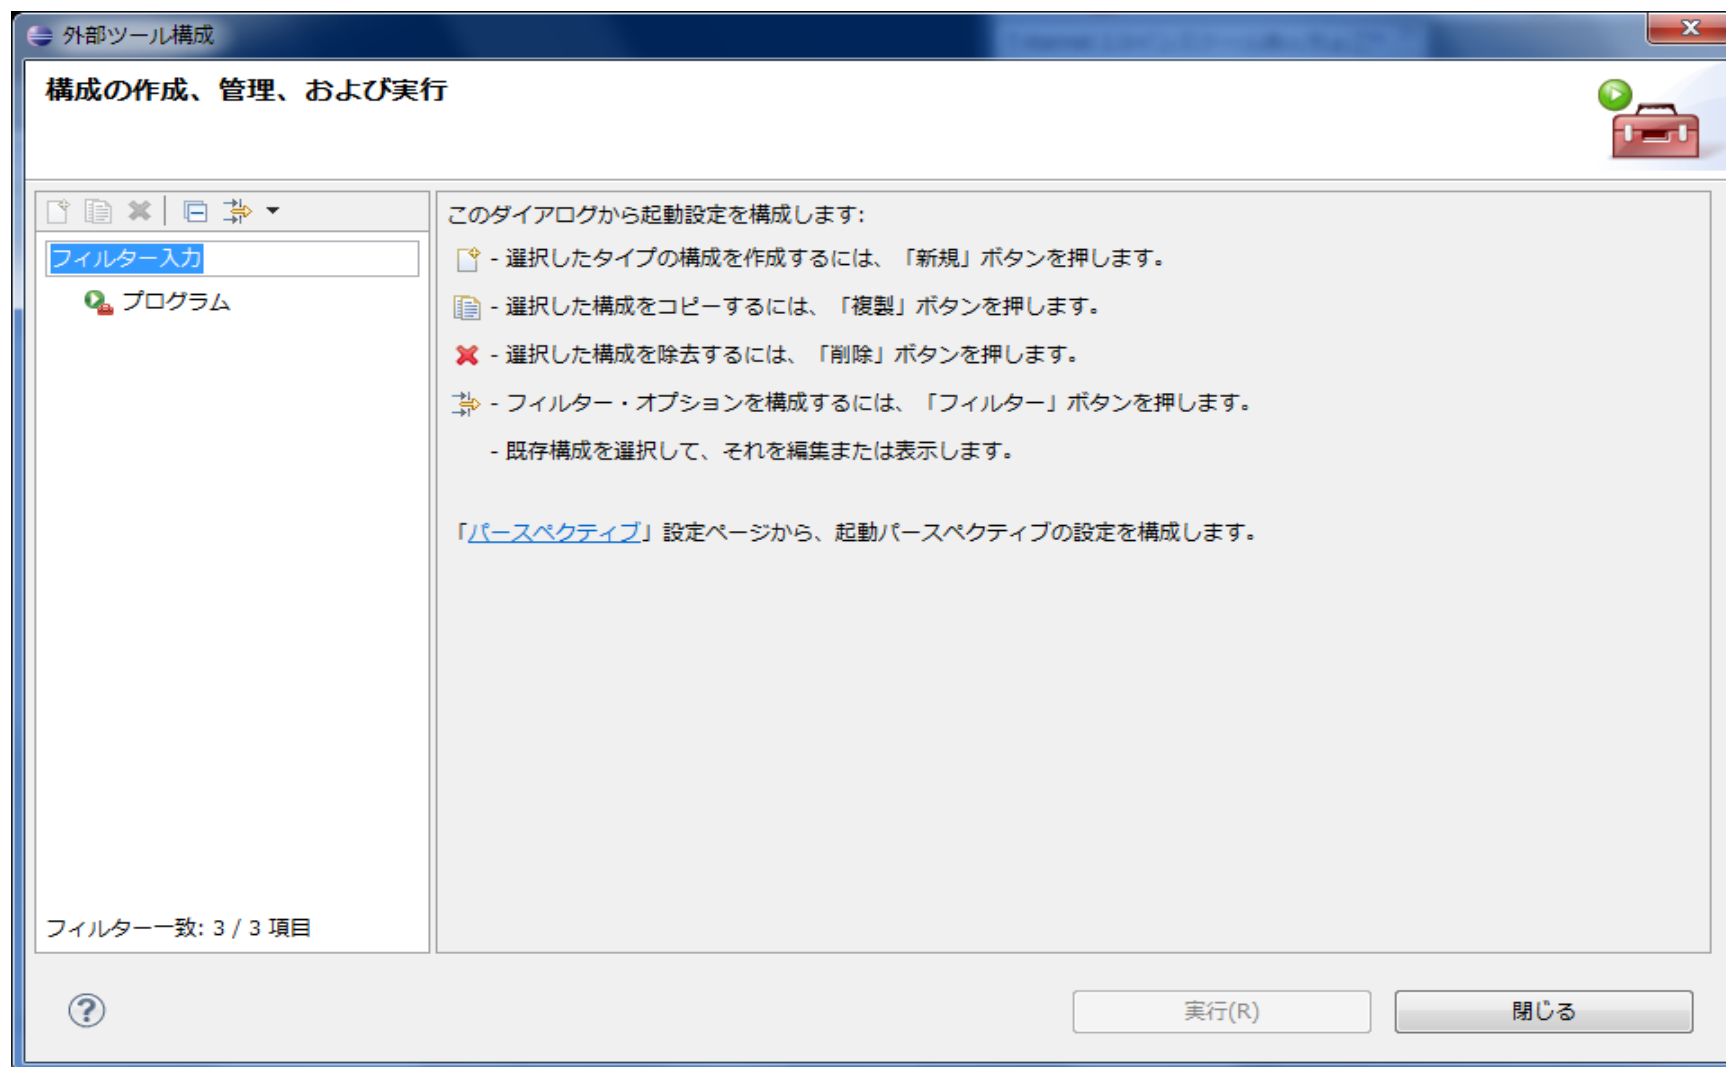 外部ツール構成
構成の作成、管理、および実行
フィルター入力
プログラム
フィルター一致: 3 / 3 項目
このダイアログから起動設定を構成します:
- 選択したタイプの構成を作成するには、「新規」ボタンを押します。
- 選択した構成をコピーするには、「複製」ボタンを押します。
- 選択した構成を除去するには、「削除」ボタンを押します。
- フィルター・オプションを構成するには、「フィルター」ボタンを押します。
- 既存構成を選択して、それを編集または表示します。
「パースペクティブ」設定ページから、起動パースペクティブの設定を構成します。
実行(R)
閉じる